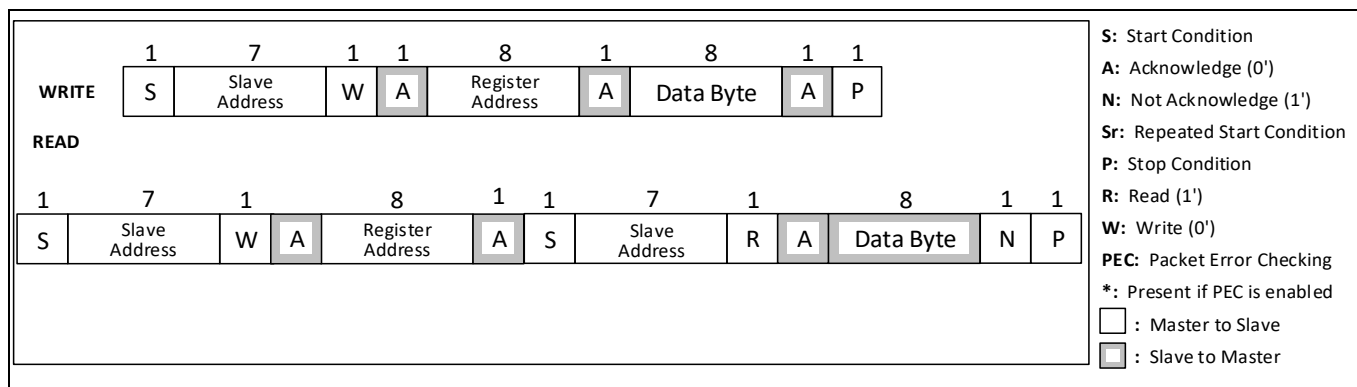 1 7 1 1 8 1 8 1 1
WRITE S Slave Address W A Register Address A Data Byte A P
READ
1 7 1 8 1 1 7 1 8 1 1
S Slave Address W A Register Address A S Slave Address R A Data Byte N P
S: Start Condition
A: Acknowledge (0')
N: Not Acknowledge (1')
Sr: Repeated Start Condition
P: Stop Condition
R: Read (1')
W: Write (0')
PEC: Packet Error Checking
*: Present if PEC is enabled
: Master to Slave
: Slave to Master